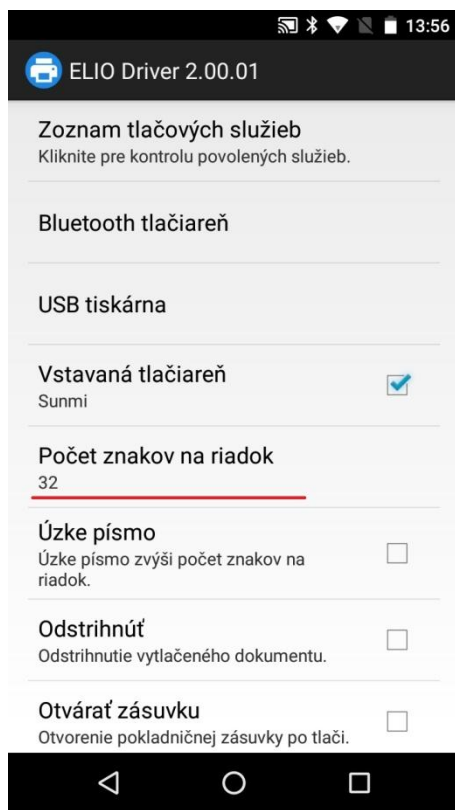 13:56
ELIO Driver 2.00.01
Zoznam tlačových služieb
Kliknite pre kontrolu povolených služieb.
Bluetooth tlačiareň
USB tiskárna
Vstavaná tlačiareň
Sunmi
Počet znakov na riadok
32
Úzke písmo
Úzke písmo zvýši počet znakov na
riadok.
Odstrihnúť
Odstrihnutie vytlačeného dokumentu.
Otvárať zásuvku
Otvorenie pokladničnej zásuvky po tlači.